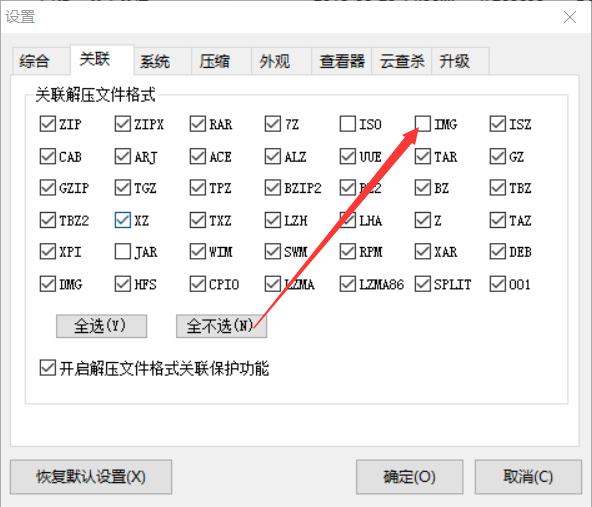 设置
综合 关联 系统 压缩 外观 查看器 云查杀 升级
关联解压文件格式
ZIP ZIPX RAR 7Z ISO IMG ISZ
CAB ARJ ACE ALZ UUE TAR GZ
GZIP TGZ TPZ BZIP2 BZ2 BZ TBZ
TBZ2 XZ TXZ LZH LHA Z TAZ
XPI JAR WIM SWM RPM XAR DEB
DMG HFS CPIO LZMA LZMA86 SPLIT 001
全选(Y) 全不选(N)
开启解压文件格式关联保护功能
恢复默认设置(X) 确定(O) 取消(C)